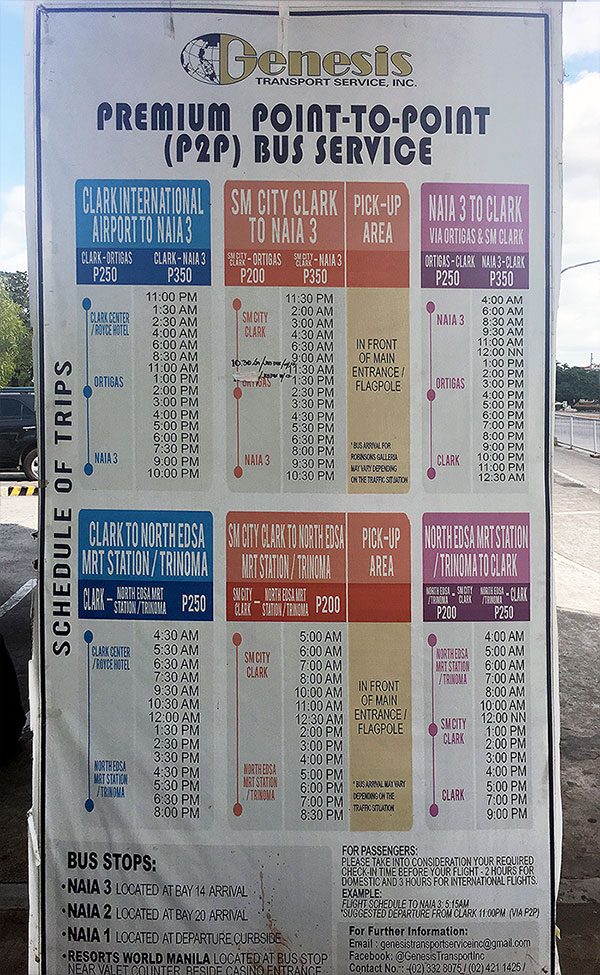 Genesis
TRANSPORT SERVICE, INC.
PREMIUM POINT-TO-POINT
(P2P) BUS SERVICE
SCHEDULE OF TRIPS
CLARK INTERNATIONAL
AIRPORT TO NAIA 3
CLARK-ORTIGAS
P250
CLARK-NAIA 3
P350
CLARK CENTER
/ROYCE HOTEL
ORTIGAS
NAIA 3
11:00 PM
1:30 AM
2:30 AM
4:00 AM
6:00 AM
8:30 AM
11:00 AM
1:00 PM
2:00 PM
3:00 PM
4:00 PM
5:00 PM
6:00 PM
7:30 PM
9:00 PM
10:00 PM
SM CITY CLARK
TO NAIA 3
SM CITY CLARK - ORTIGAS
P200
SM CITY CLARK - NAIA 3
P350
SM CITY
CLARK
ORTIGAS
NAIA 3
11:30 PM
2:00 AM
3:00 AM
4:30 AM
6:30 AM
9:00 AM
11:30 AM
1:30 PM
2:30 PM
3:30 PM
4:30 PM
5:30 PM
6:30 PM
8:00 PM
9:30 PM
10:30 PM
PICK-UP
AREA
IN FRONT
OF MAIN
ENTRANCE /
FLAGPOLE
*BUS ARRIVAL FOR
ROBINSONS GALLERIA
MAY VARY DEPENDING
ON THE TRAFFIC SITUATION
NAIA 3 TO CLARK
VIA ORTIGAS & SM CLARK
ORTIGAS-CLARK
P250
NAIA 3-CLARK
P350
NAIA 3
ORTIGAS
CLARK
4:00 AM
6:00 AM
8:30 AM
9:30 AM
11:00 AM
12:00 NN
1:00 PM
2:00 PM
3:00 PM
4:00 PM
5:00 PM
6:00 PM
7:00 PM
8:00 PM
9:00 PM
10:00 PM
11:00 PM
12:30 AM
CLARK TO NORTH EDSA
MRT STATION / TRINOMA
CLARK - NORTH EDSA MRT STATION / TRINOMA P250
CLARK CENTER
/ROYCE HOTEL
NORTH EDSA
MRT STATION
/TRINOMA
4:30 AM
5:30 AM
6:30 AM
7:30 AM
9:30 AM
10:30 AM
12:00 AM
1:30 PM
2:30 PM
3:30 PM
4:30 PM
5:30 PM
6:30 PM
8:00 PM
SM CITY CLARK TO NORTH EDSA
MRT STATION / TRINOMA
SM CITY CLARK - NORTH EDSA MRT STATION / TRINOMA P200
SM CITY
CLARK
NORTH EDSA
MRT STATION
/TRINOMA
5:00 AM
6:00 AM
7:00 AM
8:00 AM
10:00 AM
11:00 AM
12:30 AM
2:00 PM
3:00 PM
4:00 PM
5:00 PM
6:00 PM
7:00 PM
8:30 PM
PICK-UP
AREA
IN FRONT
OF MAIN
ENTRANCE /
FLAGPOLE
*BUS ARRIVAL MAY VARY
DEPENDING ON THE
TRAFFIC SITUATION
NORTH EDSA MRT STATION
/ TRINOMA TO CLARK
NORTH EDSA /TRINOMA - SM CITY CLARK
P200
NORTH EDSA /TRINOMA - CLARK
P250
NORTH EDSA
MRT STATION
/TRINOMA
SM CITY
CLARK
CLARK
4:00 AM
5:00 AM
6:00 AM
7:00 AM
8:00 AM
10:00 AM
12:00 NN
1:00 PM
2:00 PM
3:00 PM
4:00 PM
5:00 PM
7:00 PM
9:00 PM
BUS STOPS:
•NAIA 3 LOCATED AT BAY 14 ARRIVAL
•NAIA 2 LOCATED AT BAY 20 ARRIVAL
•NAIA 1 LOCATED AT DEPARTURE CURBSIDE
•RESORTS WORLD MANILA LOCATED AT BUS STOP
NEAR VALET COUNTER, BESIDE CASINO ENTRANCE
FOR PASSENGERS:
PLEASE TAKE INTO CONSIDERATION YOUR REQUIRED
CHECK-IN TIME BEFORE YOUR FLIGHT - 2 HOURS FOR
DOMESTIC AND 3 HOURS FOR INTERNATIONAL FLIGHTS.
EXAMPLE:
FLIGHT SCHEDULE TO NAIA 3: 5:15AM
*SUGGESTED DEPARTURE FROM CLARK 11:00PM (VIA P2P)
For Further Information:
Email : genesistransportserviceinc@gmail.com
Facebook: @GenesisTransportInc
Contact No.: -(02) 332 8075 / (02) 421 1425 /